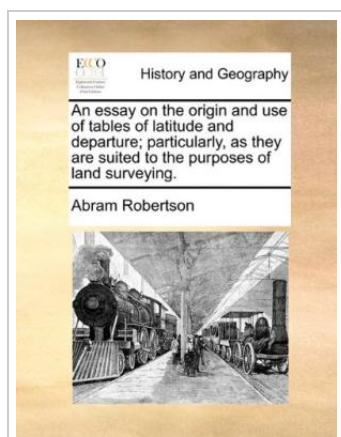 ECCO
History and Geography
An essay on the origin and use
of tables of latitude and
departure; particularly, as they
are suited to the purposes of
land surveying.
Abram Robertson